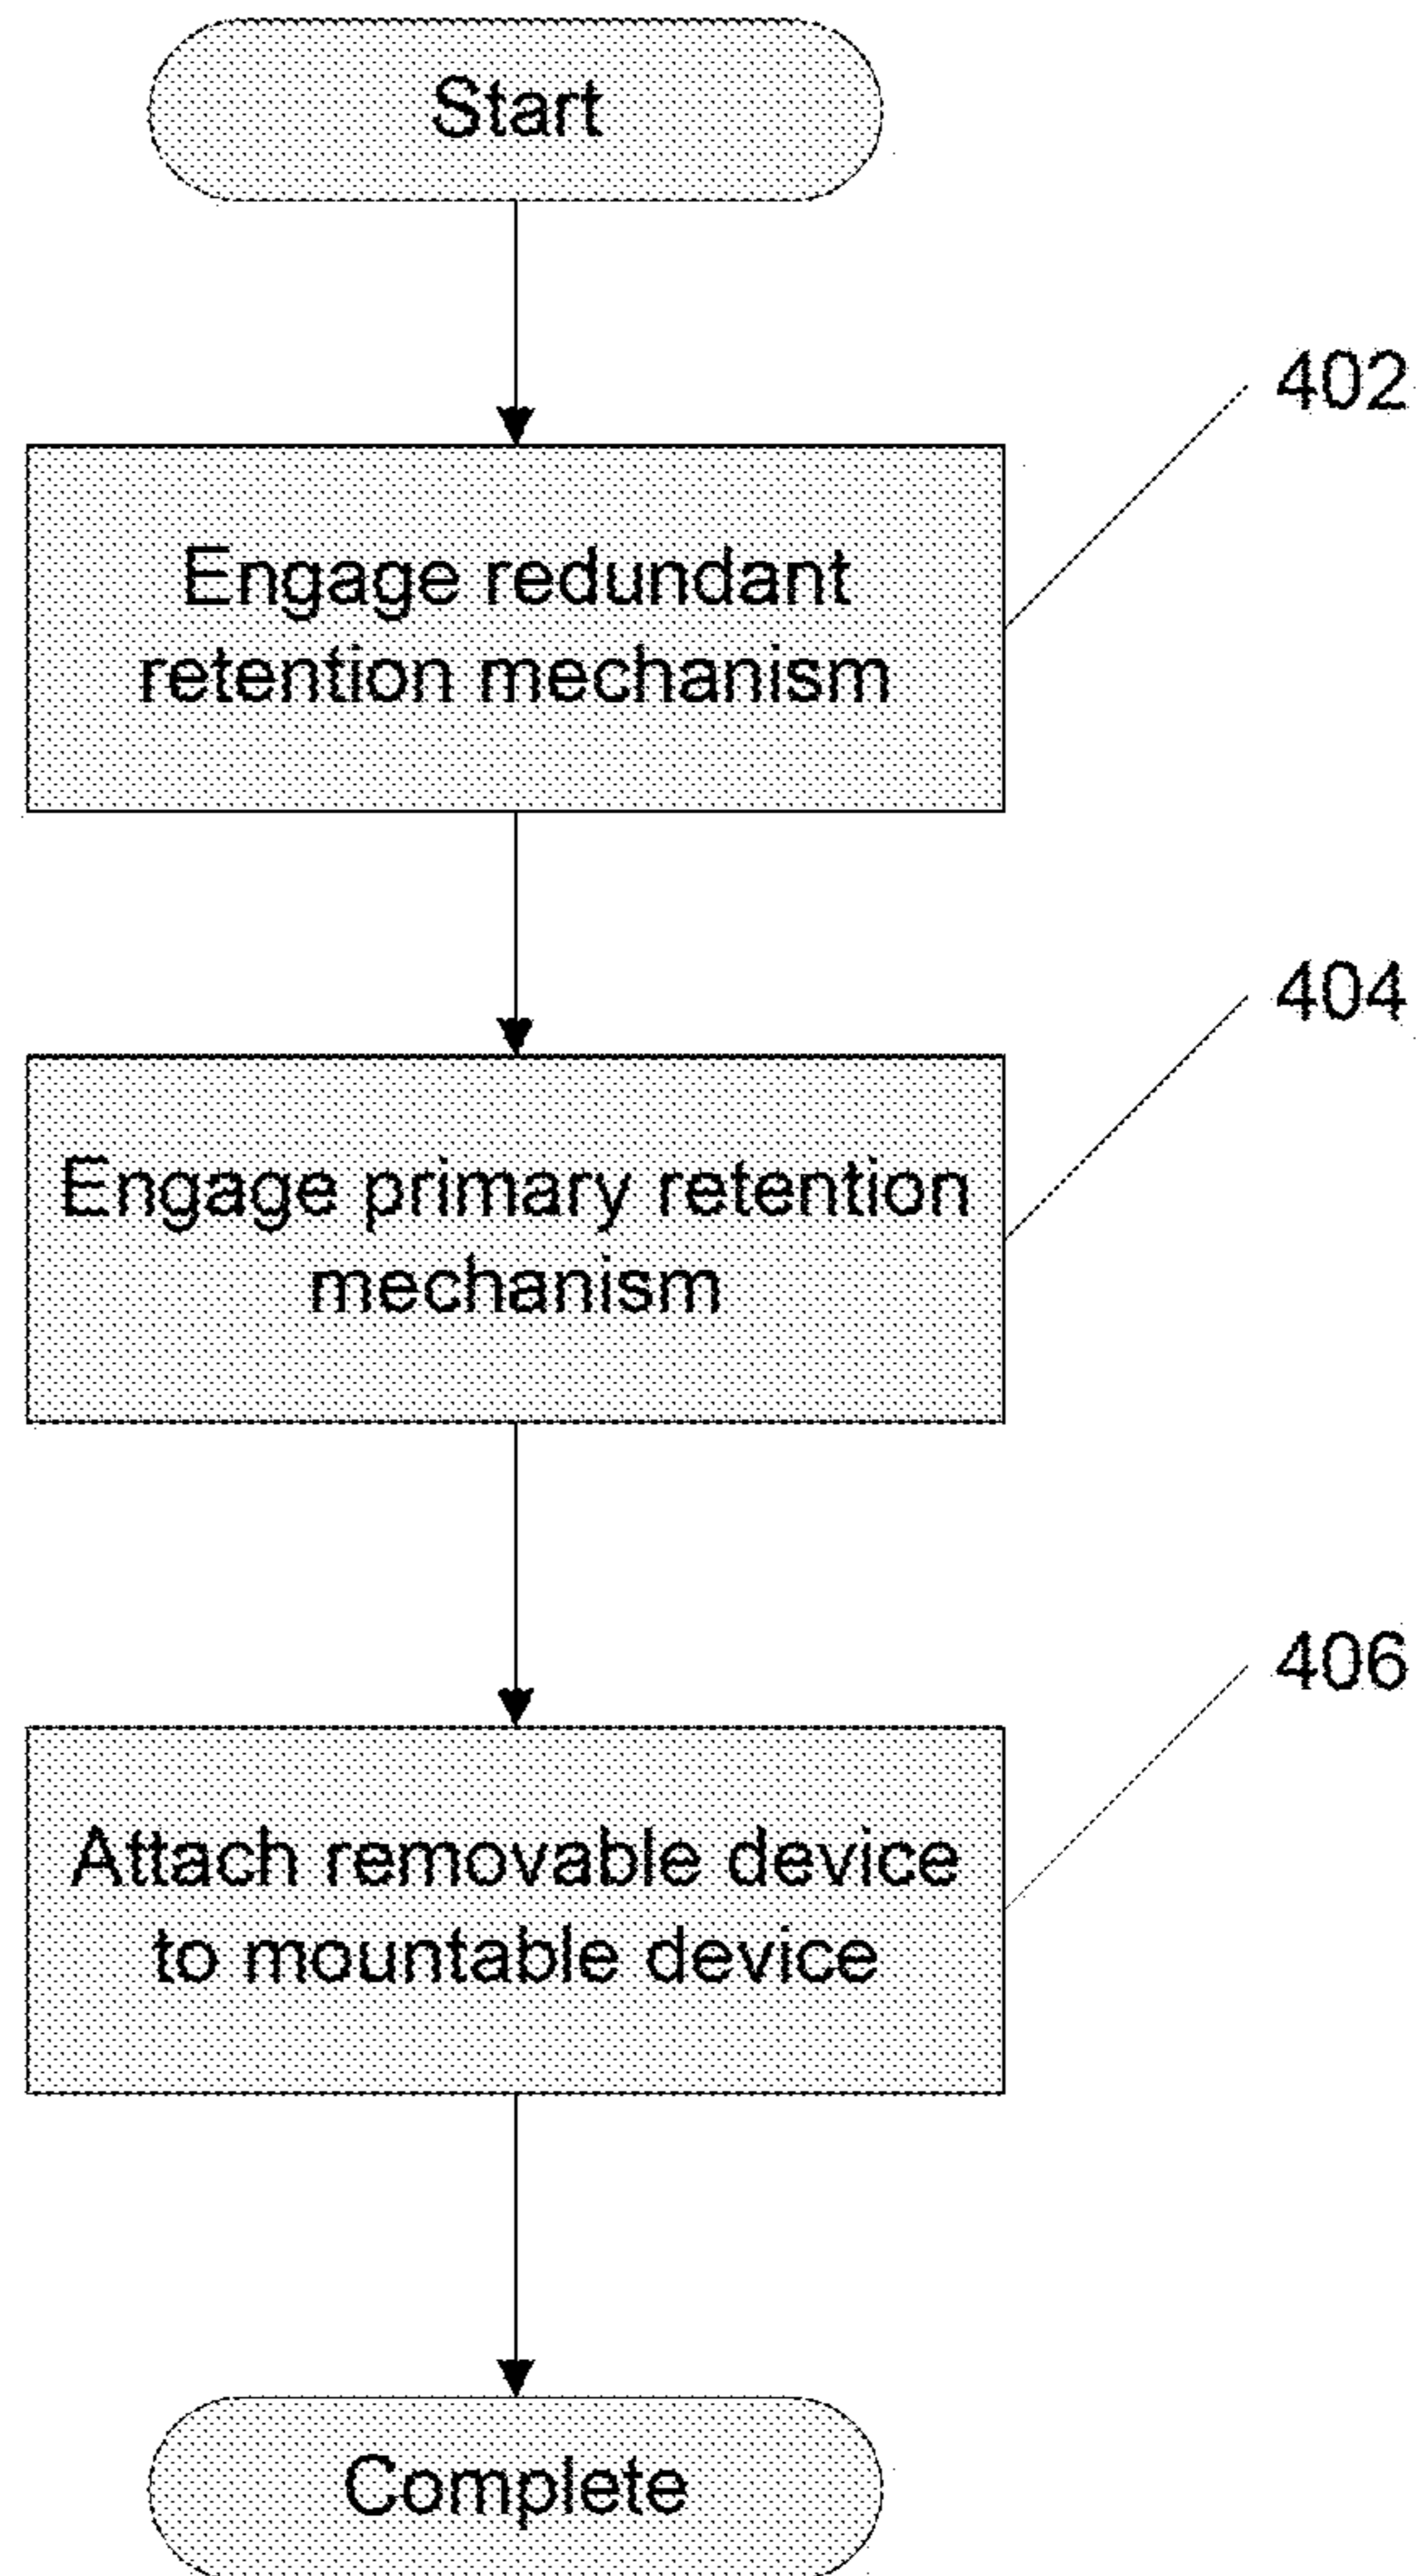 Start
402
Engage redundant
retention mechanism
404
Engage primary retention
mechanism
406
Attach removable device
to mountable device
Complete